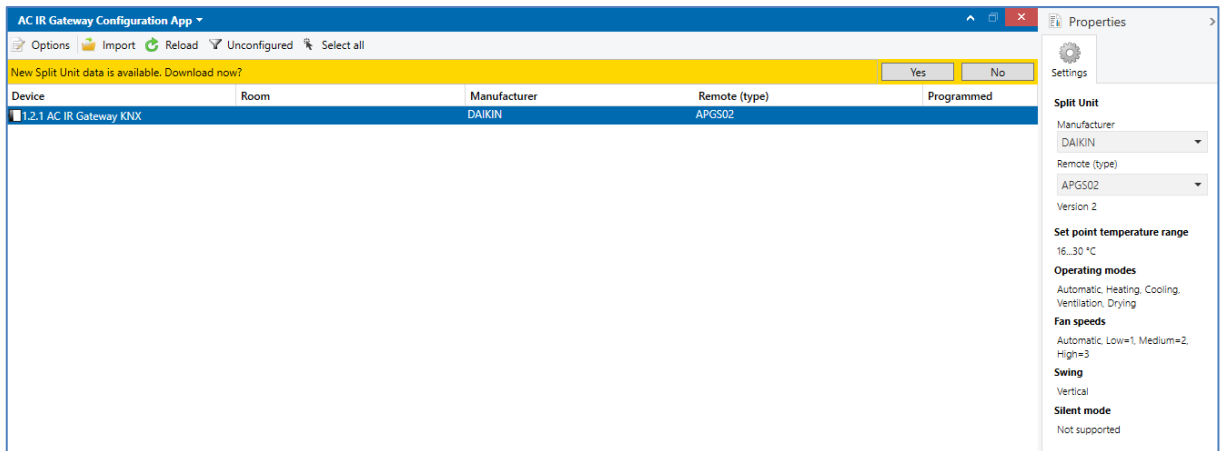 AC IR Gateway Configuration App
Options Import Reload Unconfigured Select all
New Split Unit data is available. Download now? Yes No
Device Room Manufacturer Remote (type) Programmed
1.2.1 AC IR Gateway KNX DAIKIN APGS02
Properties
Settings
Split Unit
Manufacturer
DAIKIN
Remote (type)
APGS02
Version 2
Set point temperature range
16...30 °C
Operating modes
Automatic, Heating, Cooling,
Ventilation, Drying
Fan speeds
Automatic, Low=1, Medium=2,
High=3
Swing
Vertical
Silent mode
Not supported